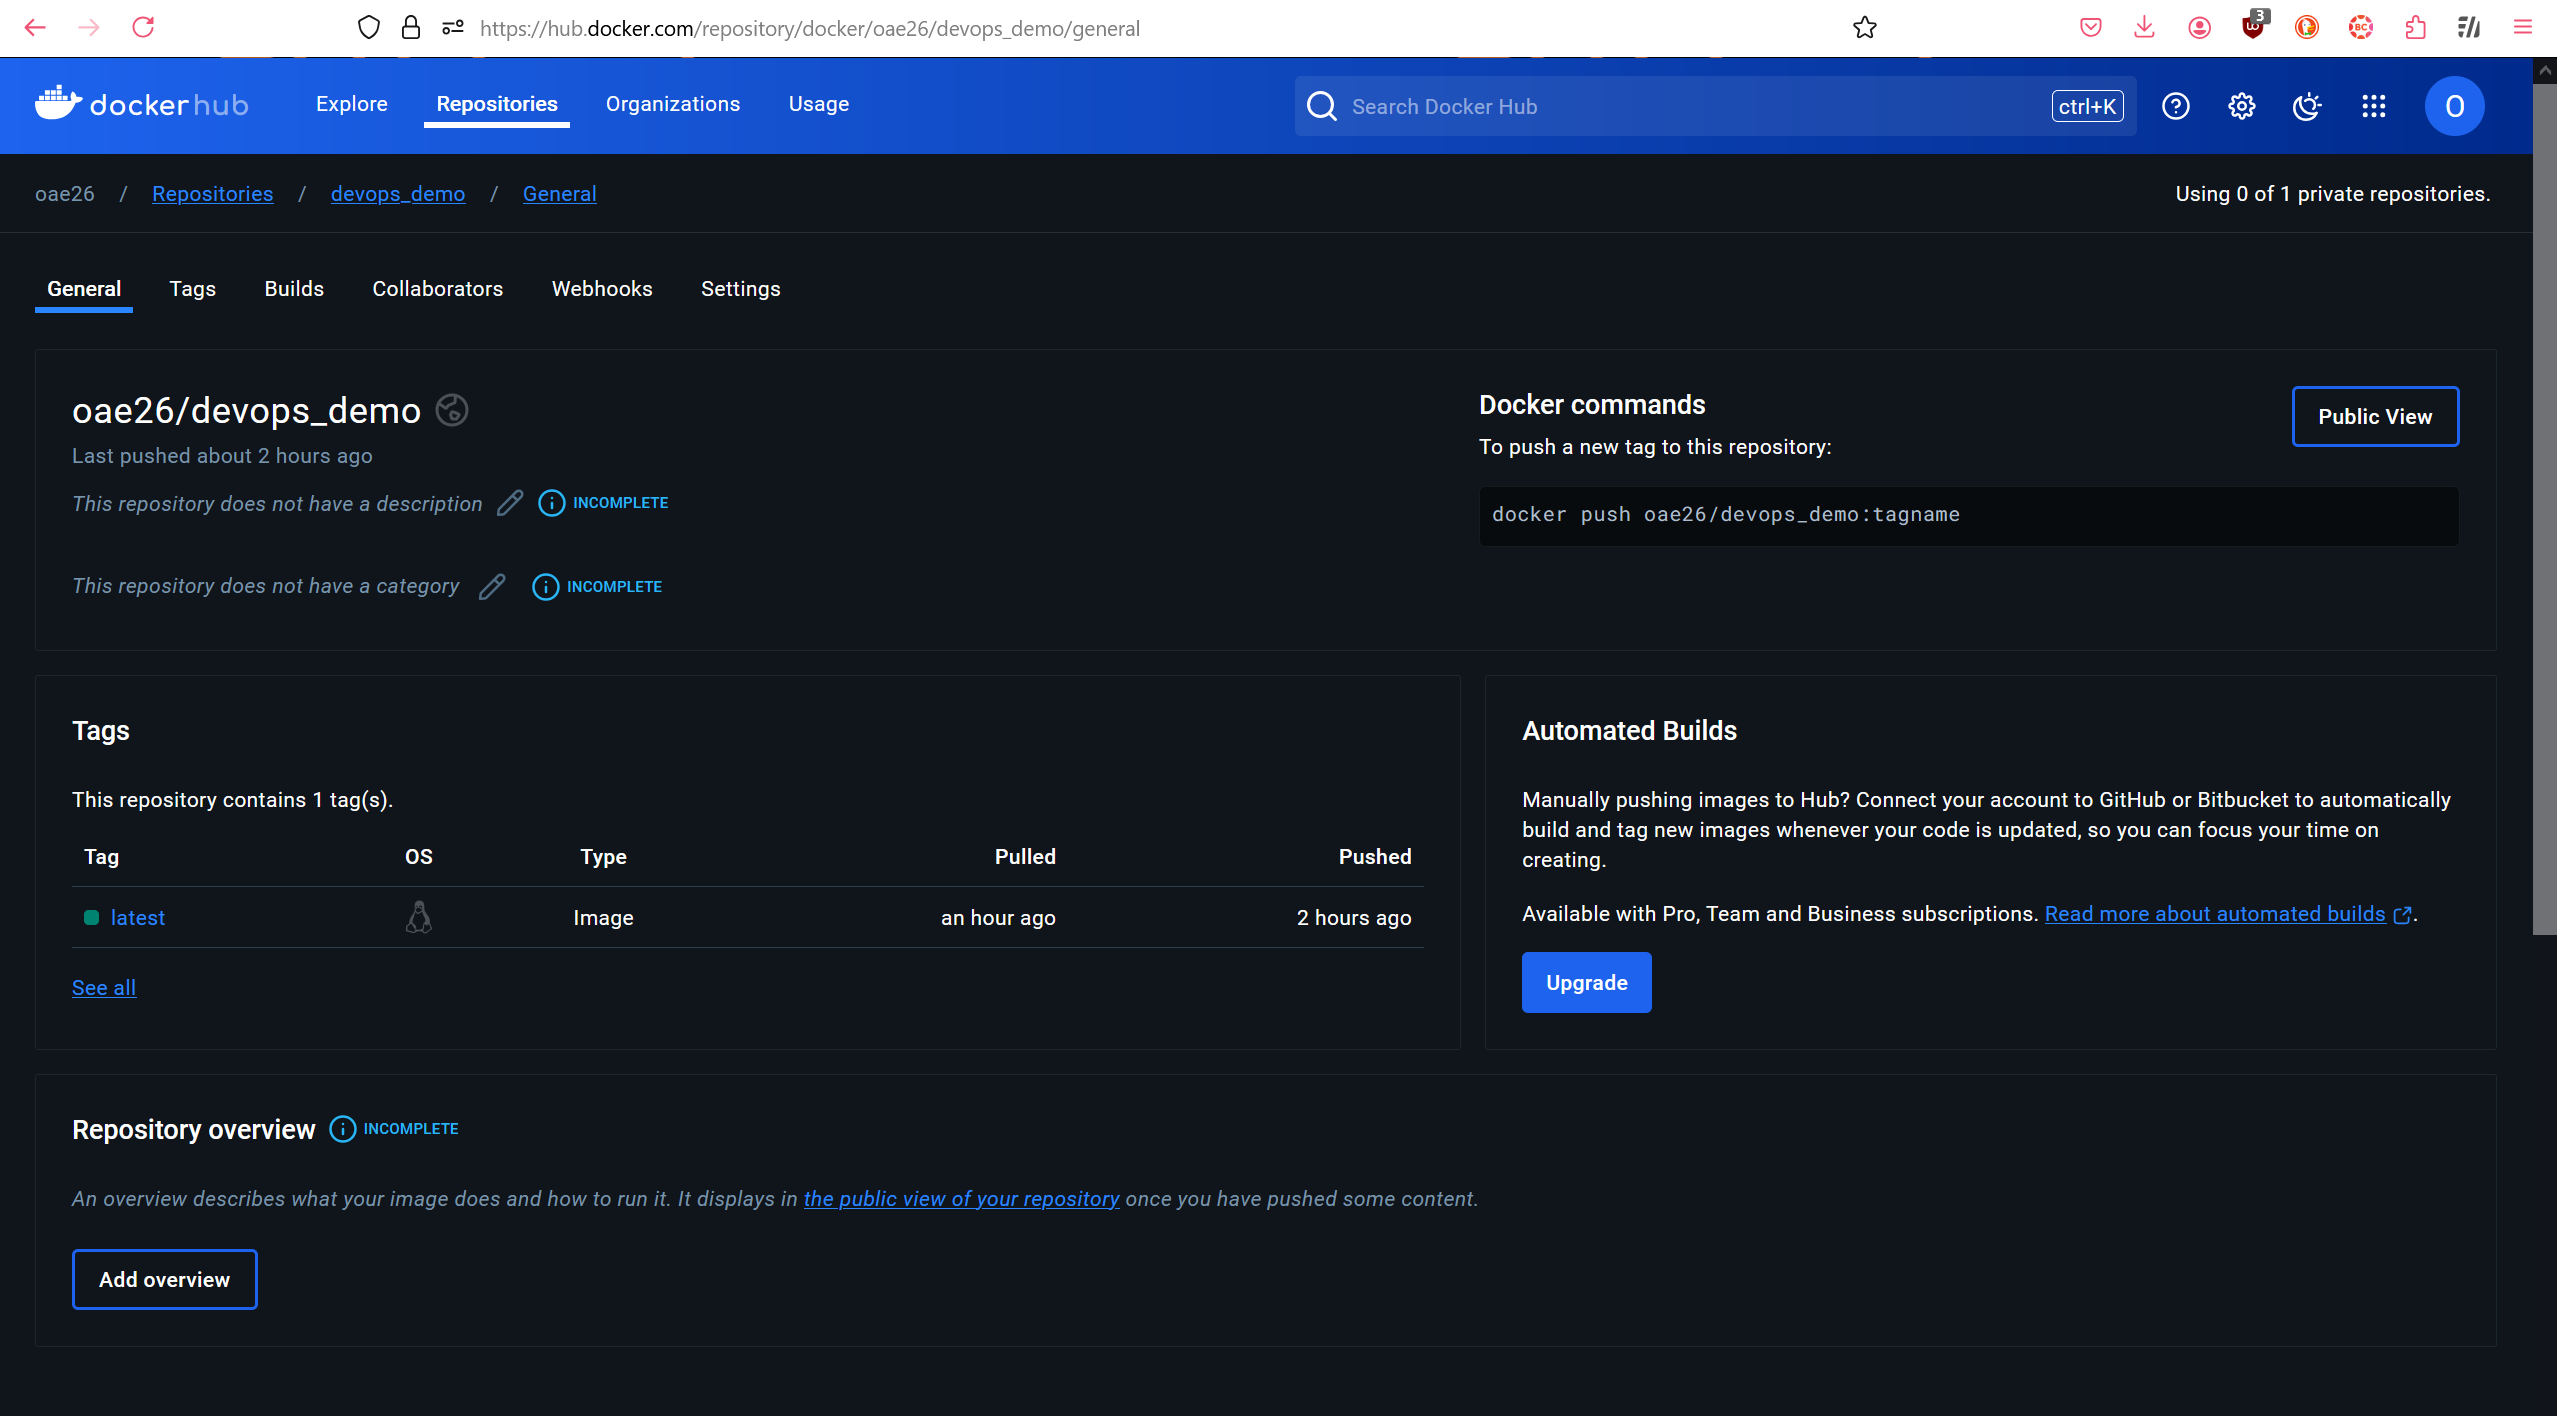 https://hub.docker.com/repository/docker/oae26/devops_demo/general
3
BC
dockerhub
Explore
Repositories
Organizations
Usage
Search Docker Hub
ctrl+K
O
oae26 / Repositories / devops_demo / General
Using 0 of 1 private repositories.
General
Tags
Builds
Collaborators
Webhooks
Settings
oae26/devops_demo
Last pushed about 2 hours ago
This repository does not have a description
INCOMPLETE
This repository does not have a category
INCOMPLETE
Docker commands
To push a new tag to this repository:
Public View
docker push oae26/devops_demo:tagname
Tags
This repository contains 1 tag(s).
Tag OS Type Pulled Pushed
latest Image an hour ago 2 hours ago
See all
Automated Builds
Manually pushing images to Hub? Connect your account to GitHub or Bitbucket to automatically
build and tag new images whenever your code is updated, so you can focus your time on
creating.
Available with Pro, Team and Business subscriptions. Read more about automated builds .
Upgrade
Repository overview
INCOMPLETE
An overview describes what your image does and how to run it. It displays in the public view of your repository once you have pushed some content.
Add overview